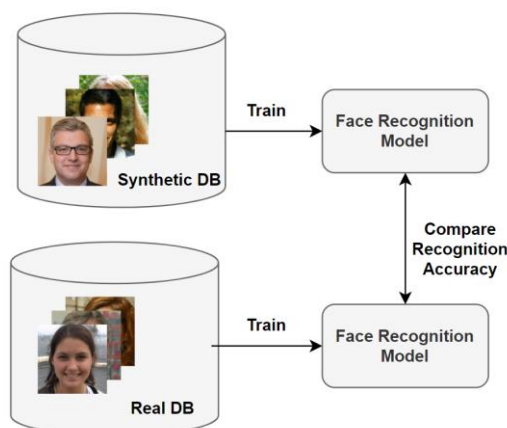 Train
Face Recognition
Model
Synthetic DB
Compare
Recognition
Accuracy
Train
Face Recognition
Model
Real DB